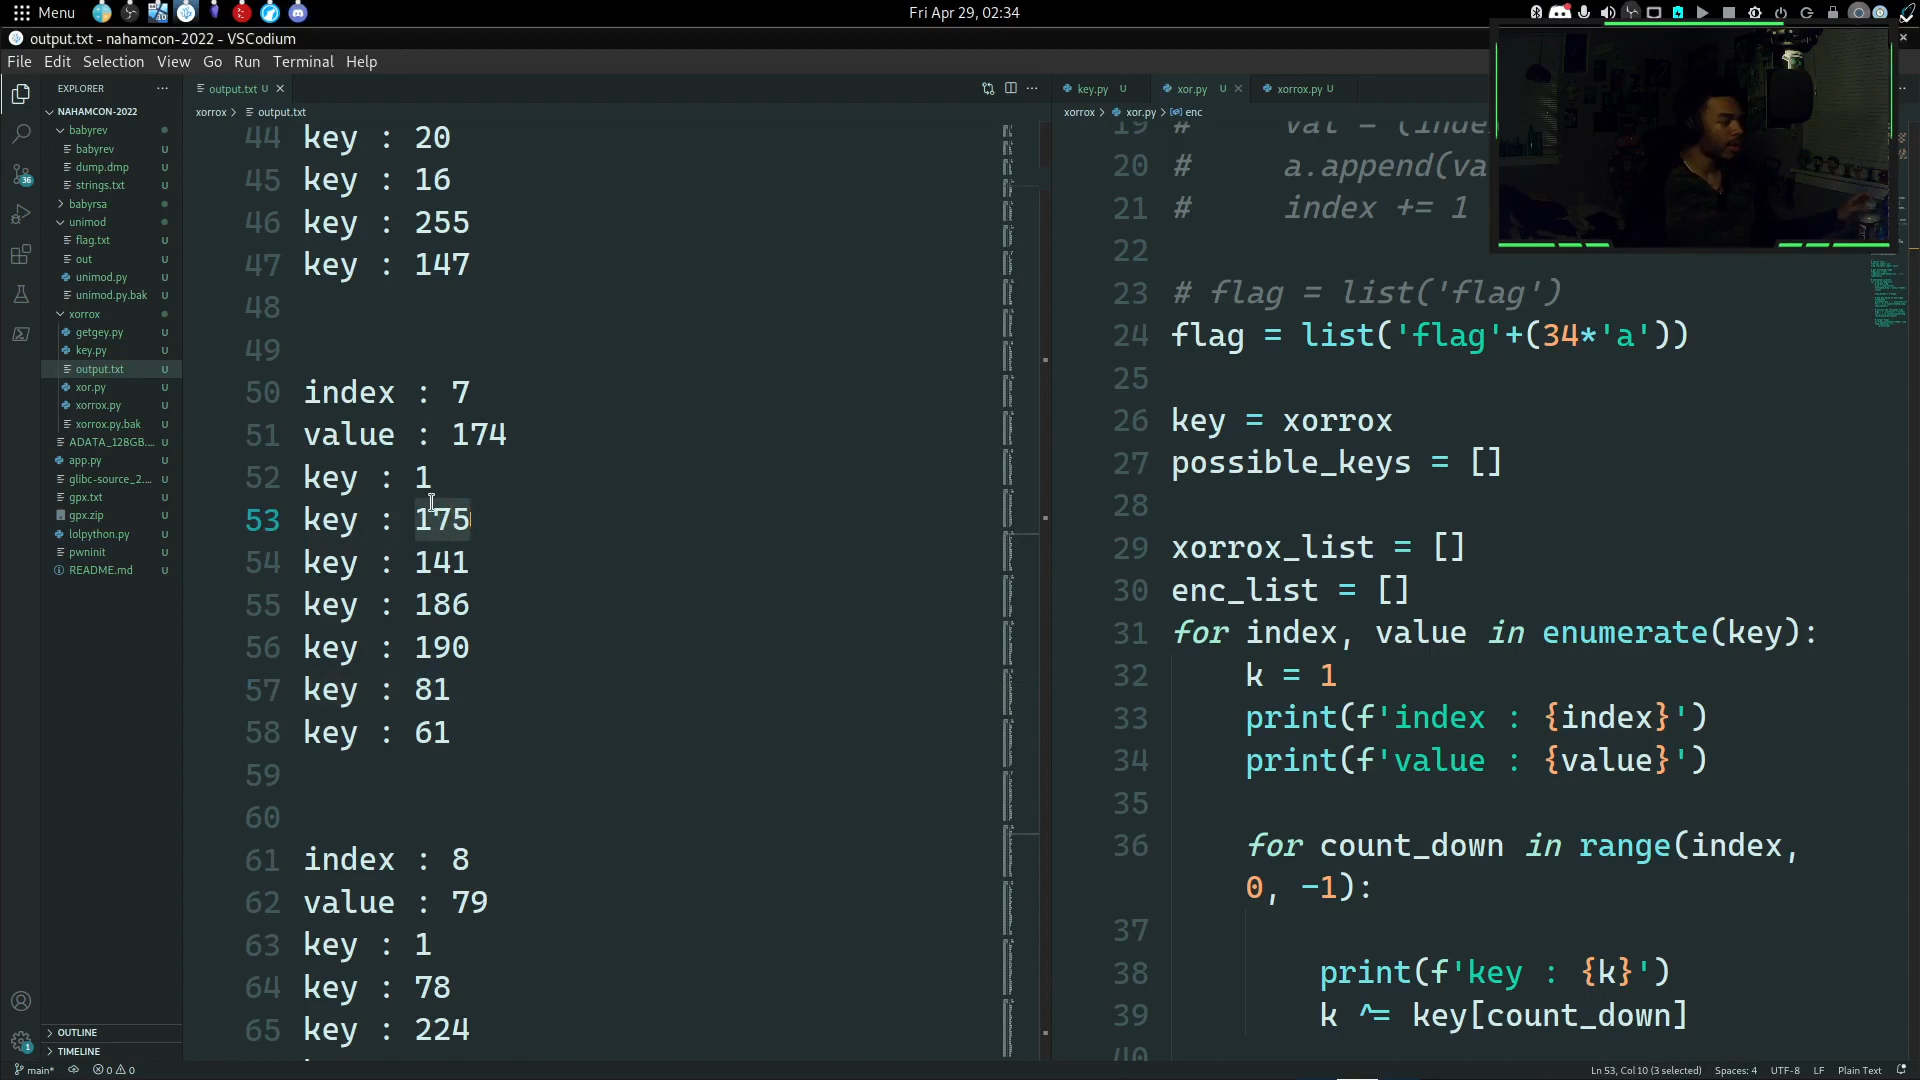 Menu
Fri Apr 29, 02:34
output.txt - nahamcon-2022 - VSCodium
File Edit Selection View Go Run Terminal Help
EXPLORER
NAHAMCON-2022
babyrev
babyrev U
dump.dmp U
strings.txt U
babyrsa
unimod
flag.txt U
out U
unimod.py U
unimod.py.bak U
xorrox
getgey.py U
key.py U
output.txt U
xor.py U
xorrox.py U
xorrox.py.bak U
ADATA_128GB.... U
app.py U
glibc-source_2.... U
gpx.txt U
gpx.zip U
lolpython.py U
pwninit U
README.md U
OUTLINE
TIMELINE
36
1
output.txt U
xorrox > output.txt
44 key : 20
45 key : 16
46 key : 255
47 key : 147
48
49
50 index : 7
51 value : 174
52 key : 1
53 key : 175
54 key : 141
55 key : 186
56 key : 190
57 key : 81
58 key : 61
59
60
61 index : 8
62 value : 79
63 key : 1
64 key : 78
65 key : 224
key.py U xor.py U xorrox.py U
xorrox > xor.py > enc
19 # val = (inde
20 # a.append(va
21 # index += 1
22
23 # flag = list('flag')
24 flag = list('flag'+(34*'a'))
25
26 key = xorrox
27 possible_keys = []
28
29 xorrox_list = []
30 enc_list = []
31 for index, value in enumerate(key):
32 k = 1
33 print(f'index : {index}')
34 print(f'value : {value}')
35
36 for count_down in range(index,
0, -1):
37
38 print(f'key : {k}')
39 k ^= key[count_down]
40
main* 0 0
Ln 53, Col 10 (3 selected) Spaces: 4 UTF-8 LF Plain Text